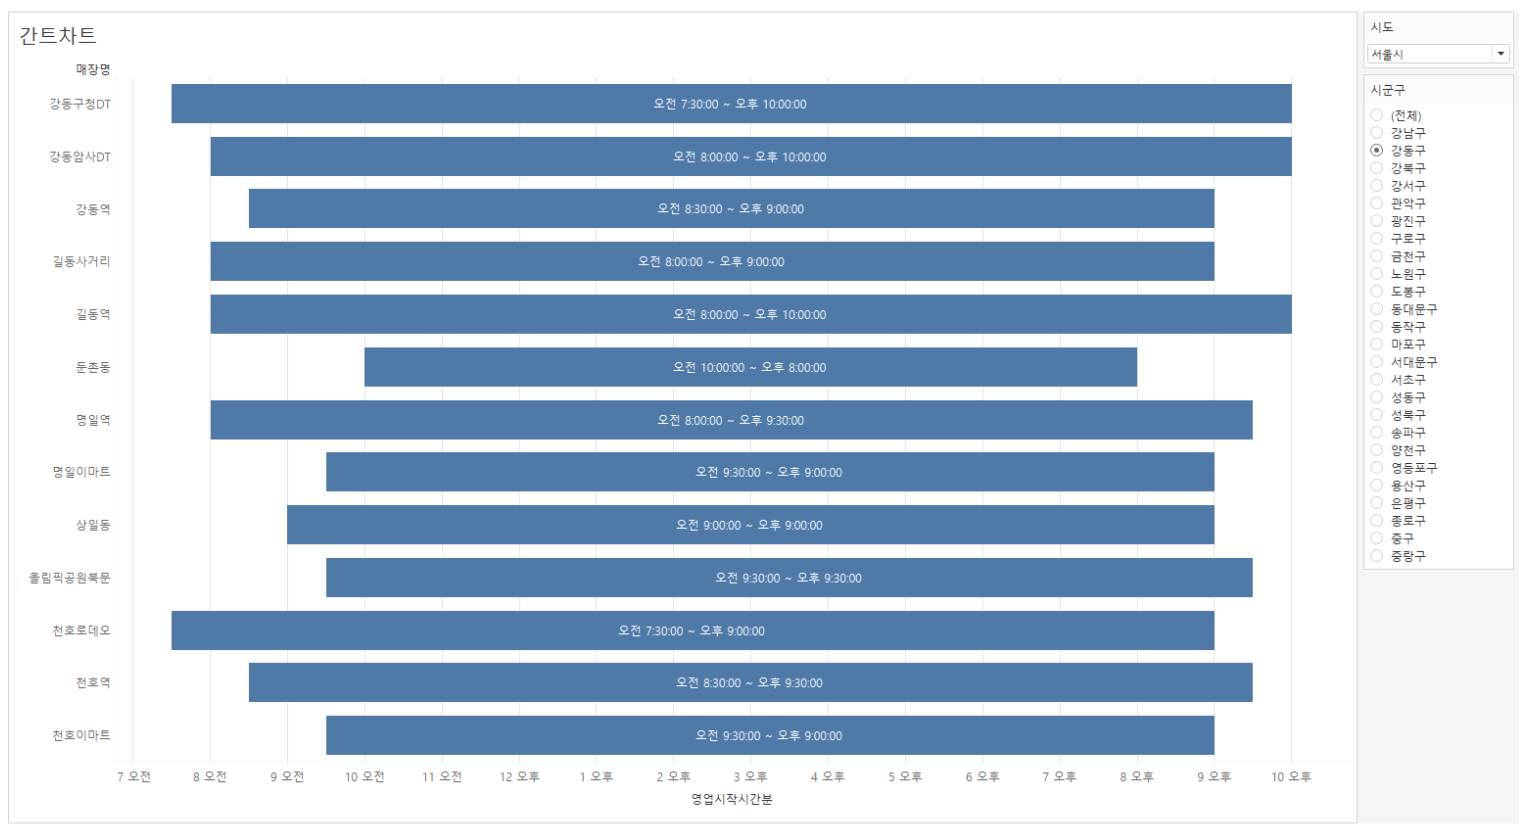 간트차트
매장명
강동구청DT
오전 7:30:00 ~ 오후 10:00:00
강동암사DT
오전 8:00:00 ~ 오후 10:00:00
강동역
오전 8:30:00 ~ 오후 9:00:00
길동사거리
오전 8:00:00 ~ 오후 9:00:00
길동역
오전 8:00:00 ~ 오후 10:00:00
둔촌동
오전 10:00:00 ~ 오후 8:00:00
명일역
오전 8:00:00 ~ 오후 9:30:00
명일이마트
오전 9:30:00 ~ 오후 9:00:00
상일동
오전 9:00:00 ~ 오후 9:00:00
올림픽공원북문
오전 9:30:00 ~ 오후 9:30:00
천호로데오
오전 7:30:00 ~ 오후 9:00:00
천호역
오전 8:30:00 ~ 오후 9:30:00
천호이마트
오전 9:30:00 ~ 오후 9:00:00
7 오전 8 오전 9 오전 10 오전 11 오전 12 오후 1 오후 2 오후 3 오후 4 오후 5 오후 6 오후 7 오후 8 오후 9 오후 10 오후
영업시작시간분
시도
서울시
시군구
(전체)
강남구
강동구
강북구
강서구
관악구
광진구
구로구
금천구
노원구
도봉구
동대문구
동작구
마포구
서대문구
서초구
성동구
성북구
송파구
양천구
영등포구
용산구
은평구
종로구
중구
중랑구